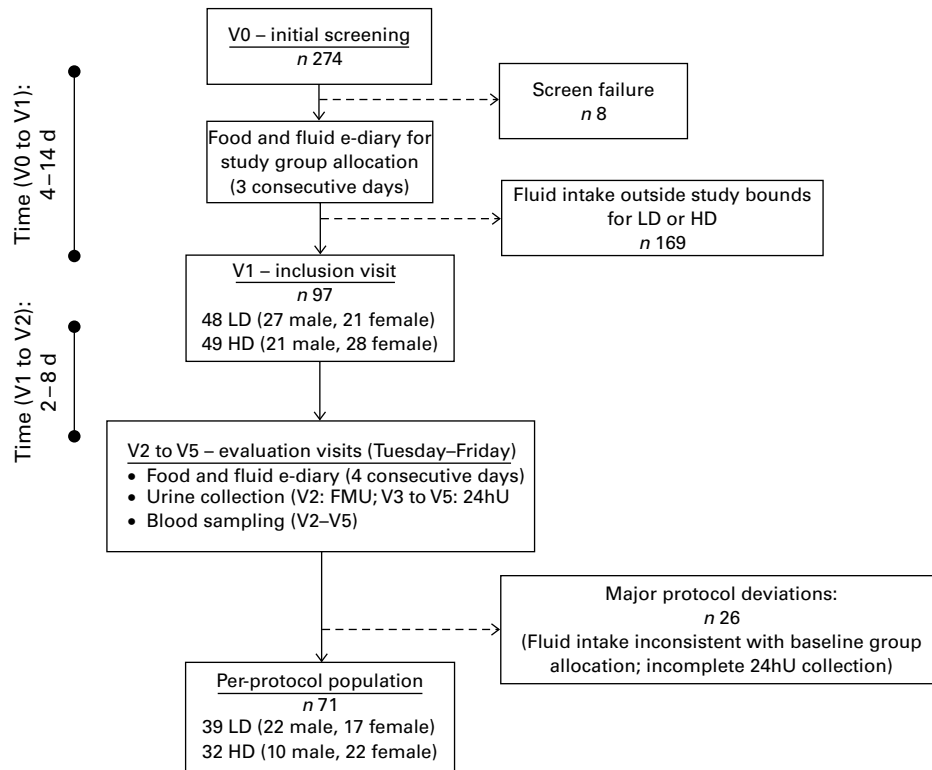 V0 – initial screening
n 274
Screen failure
n 8
Time (V0 to V1):
4–14 d
Food and fluid e-diary for
study group allocation
(3 consecutive days)
Fluid intake outside study bounds
for LD or HD
n 169
V1 – inclusion visit
n 97
48 LD (27 male, 21 female)
49 HD (21 male, 28 female)
Time (V1 to V2):
2–8 d
V2 to V5 – evaluation visits (Tuesday–Friday)
• Food and fluid e-diary (4 consecutive days)
• Urine collection (V2: FMU; V3 to V5: 24hU
• Blood sampling (V2–V5)
Major protocol deviations:
n 26
(Fluid intake inconsistent with baseline group
allocation; incomplete 24hU collection)
Per-protocol population
n 71
39 LD (22 male, 17 female)
32 HD (10 male, 22 female)